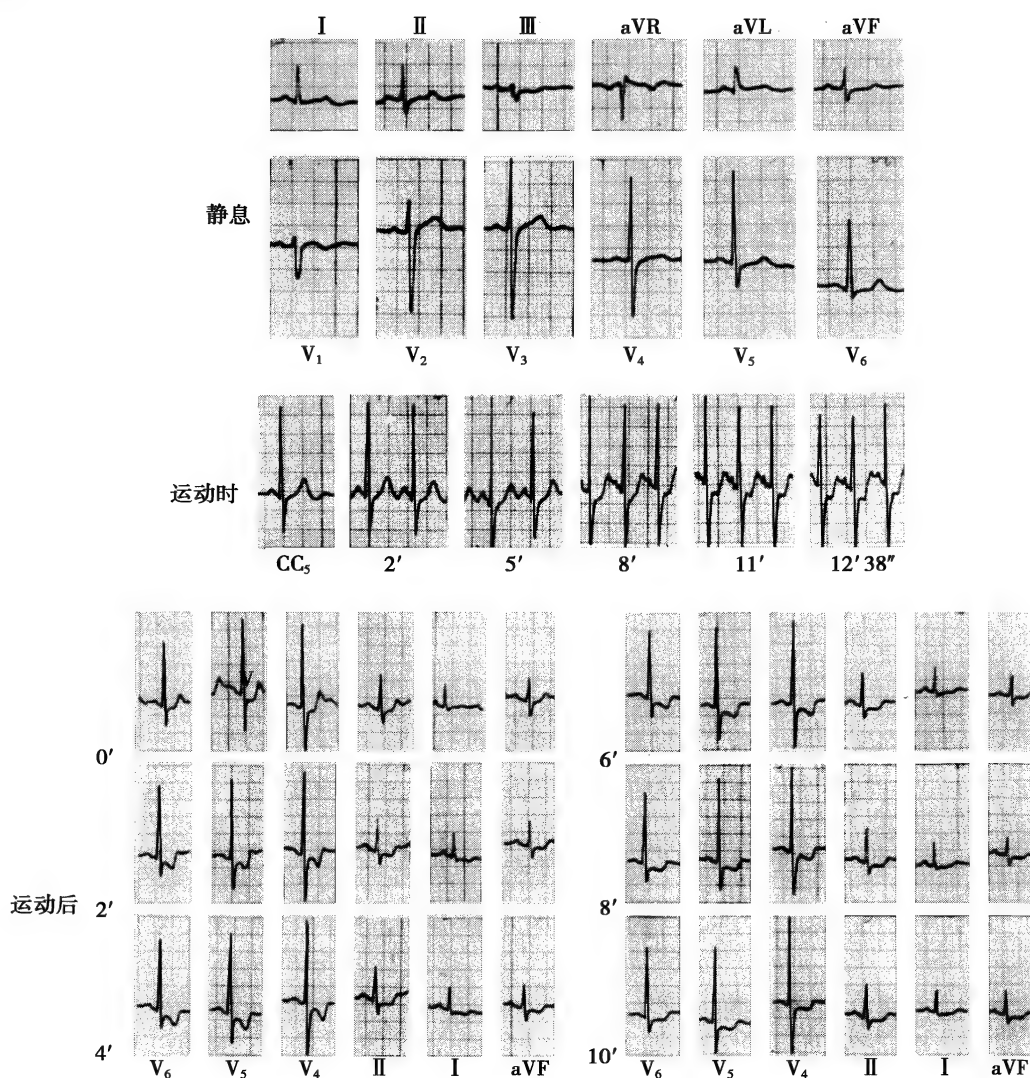 Ⅰ Ⅱ Ⅲ aVR aVL aVF
静息
V₁ V₂ V₃ V₄ V₅ V₆
运动时
CC₅ 2′ 5′ 8′ 11′ 12′38″
0′ 6′
运动后 2′ 8′
4′ 10′
V₆ V₅ V₄ Ⅱ Ⅰ aVF V₆ V₅ V₄ Ⅱ Ⅰ aVF